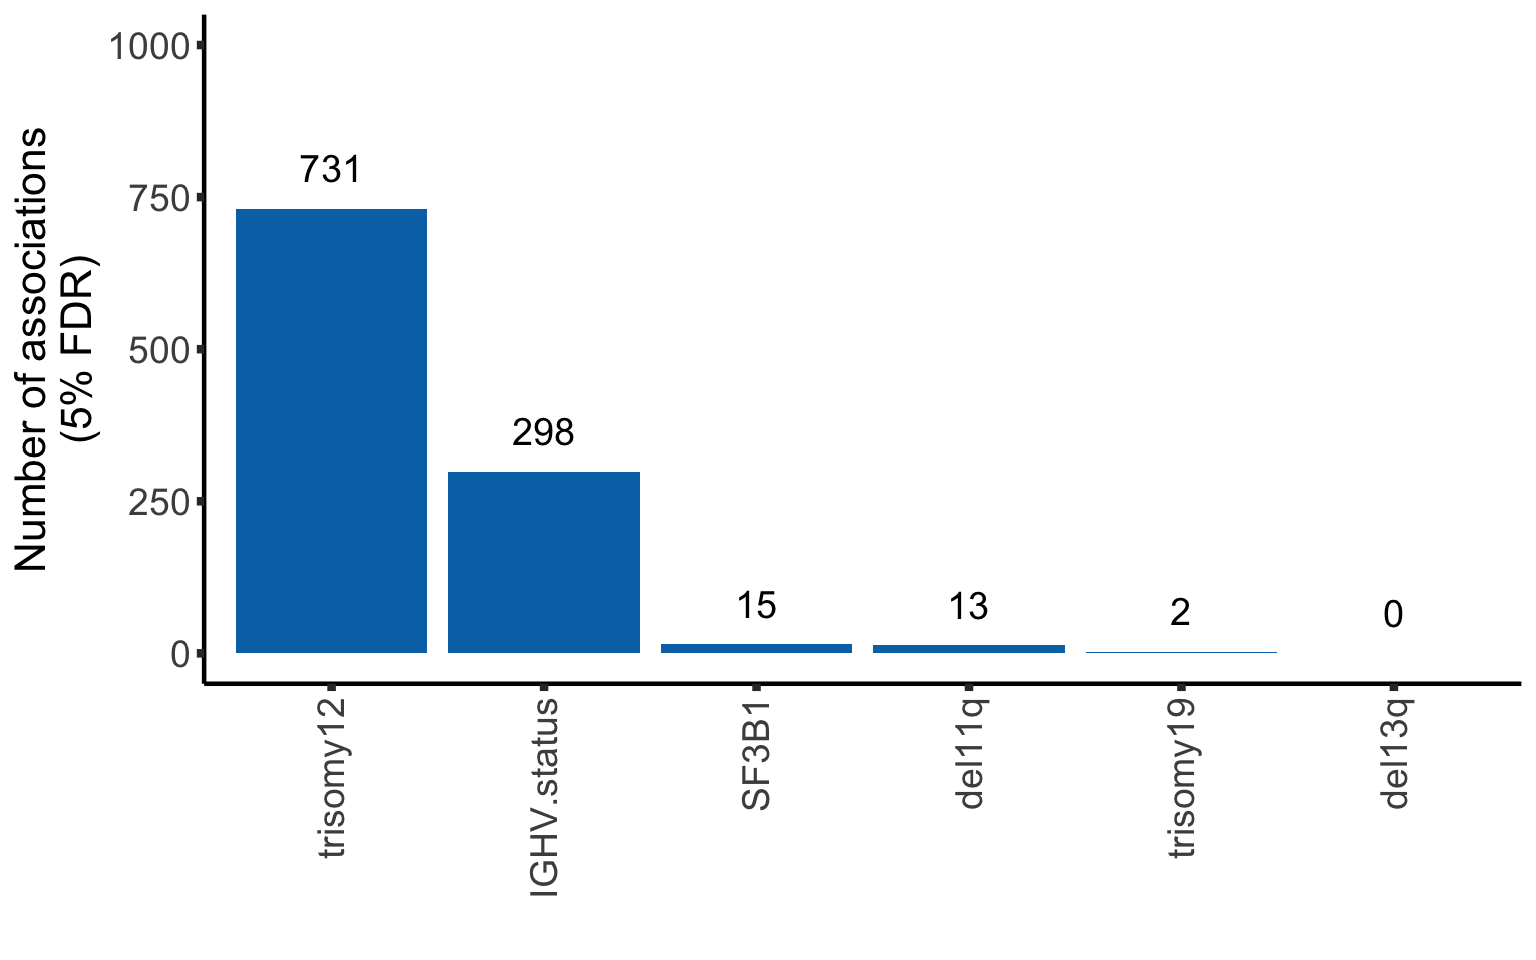 Number of associations
(5% FDR)
1000
750
500
250
0
731
298
15
13
2
0
trisomy12
IGHV.status
SF3B1
del11q
trisomy19
del13q